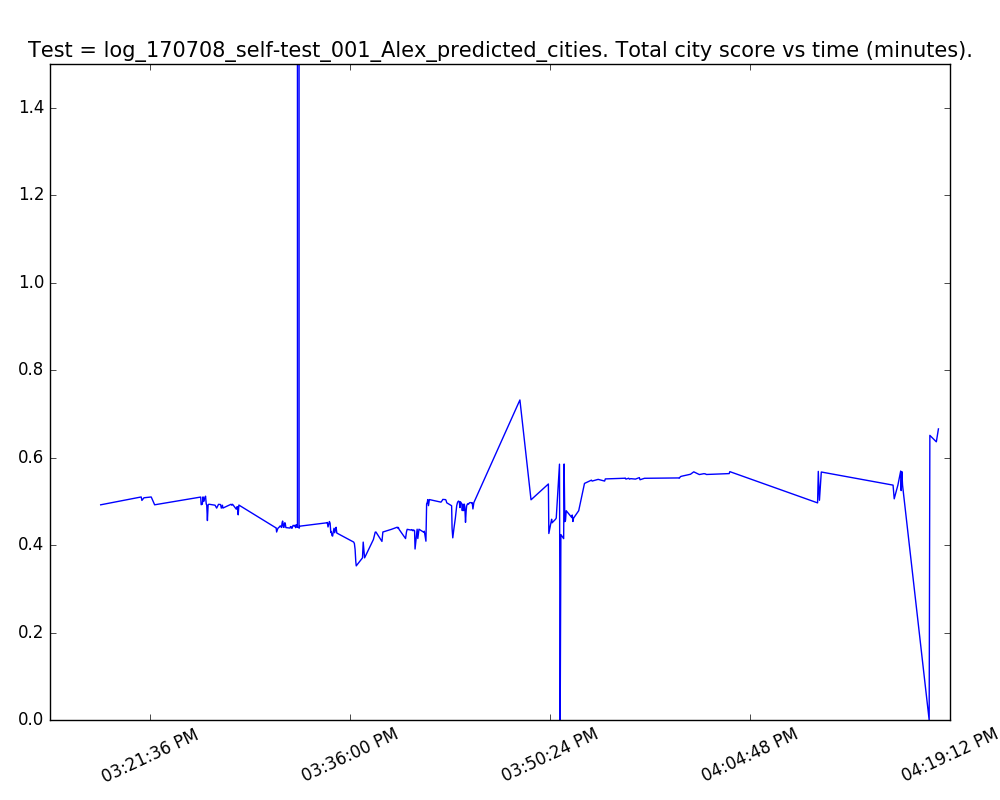 Test = log_170708_self-test_001_Alex_predicted_cities. Total city score vs time (minutes).
1.4
1.2
1.0
0.8
0.6
0.4
0.2
0.0
03:21:36 PM
03:36:00 PM
03:50:24 PM
04:04:48 PM
04:19:12 PM